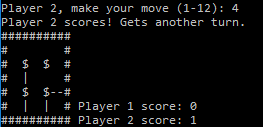 Player 2, make your move (1-12): 4
Player 2 scores! Gets another turn.
##########
#        #
#  $  $  #
#  |     #
#  $  $--#
#  |  |  # Player 1 score: 0
########## Player 2 score: 1